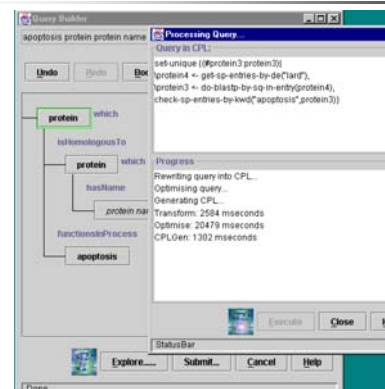 Query Builder
apoptosis protein protein name
Undo
Redo
protein
which
isHomologousTo
protein
which
hasName
functionsInProcess
apoptosis
Processing Query...
Query in CPL:
set-unique {(#protein3:protein3)|
\protein4 <- get-sp-entries-by-de("lard"),
\protein3 <- do-blastp-by-sq-in-entry(protein4),
check-sp-entries-by-kwd("apoptosis",protein3)}
Progress
Rewriting query into CPL...
Optimising query...
Generating CPL...
Transform: 2584 mseconds
Optimise: 20479 mseconds
CPLGen: 1302 mseconds
Execute
Close
StatusBar
Explore......
Submit...
Cancel
Help
Done